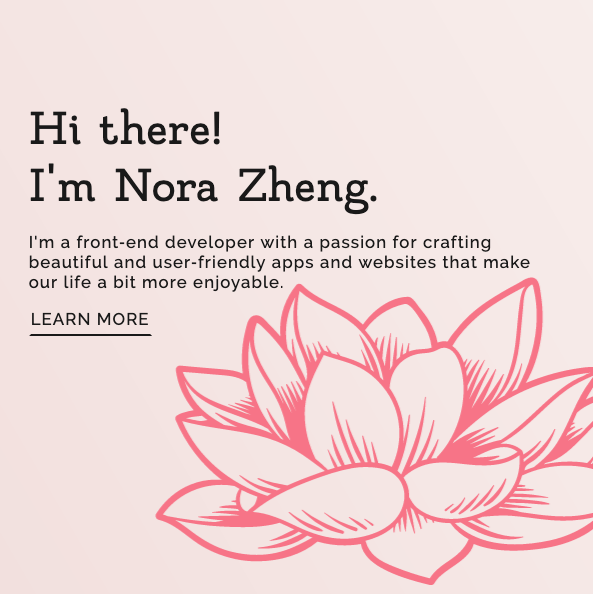 Hi there!
I'm Nora Zheng.
I'm a front-end developer with a passion for crafting
beautiful and user-friendly apps and websites that make
our life a bit more enjoyable.
LEARN MORE